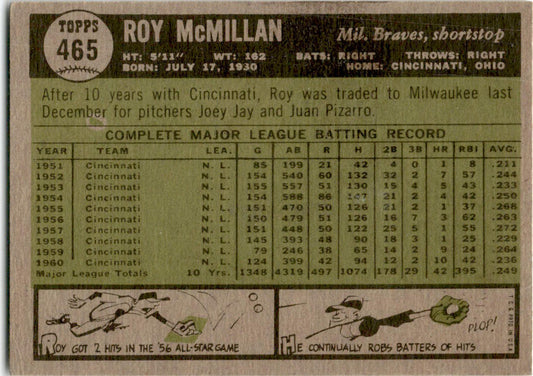 TOPPS
465
ROY McMILLAN
Mil. Braves, shortstop
HT: 5'11" WT: 162 BATS: RIGHT THROWS: RIGHT
BORN: JULY 17, 1930 HOME: CINCINNATI, OHIO
After 10 years with Cincinnati, Roy was traded to Milwaukee last
December for pitchers Joey Jay and Juan Pizarro.
COMPLETE MAJOR LEAGUE BATTING RECORD
YEAR TEAM LEA. G AB R H 2B 3B HR RBI AVG.
1951 Cincinnati N. L. 85 199 21 42 4 0 1 8 .211
1952 Cincinnati N. L. 154 540 60 132 32 2 7 57 .244
1953 Cincinnati N. L. 155 557 51 130 15 4 5 43 .233
1954 Cincinnati N. L. 154 588 86 147 21 2 4 42 .250
1955 Cincinnati N. L. 151 470 50 126 21 2 1 37 .268
1956 Cincinnati N. L. 150 479 51 126 16 7 3 62 .263
1957 Cincinnati N. L. 151 448 50 122 25 5 1 55 .272
1958 Cincinnati N. L. 145 393 48 90 18 3 1 25 .229
1959 Cincinnati N. L. 79 246 38 65 14 2 9 24 .264
1960 Cincinnati N. L. 124 399 42 94 12 2 10 42 .236
Major League Totals 10 Yrs. 1348 4319 497 1074 178 29 42 395 .249
ROY GOT 2 HITS IN THE '56 ALL-STAR GAME
PLOP!
HE CONTINUALLY ROBS BATTERS OF HITS
T.C.G. PRTD. IN U.S.A.